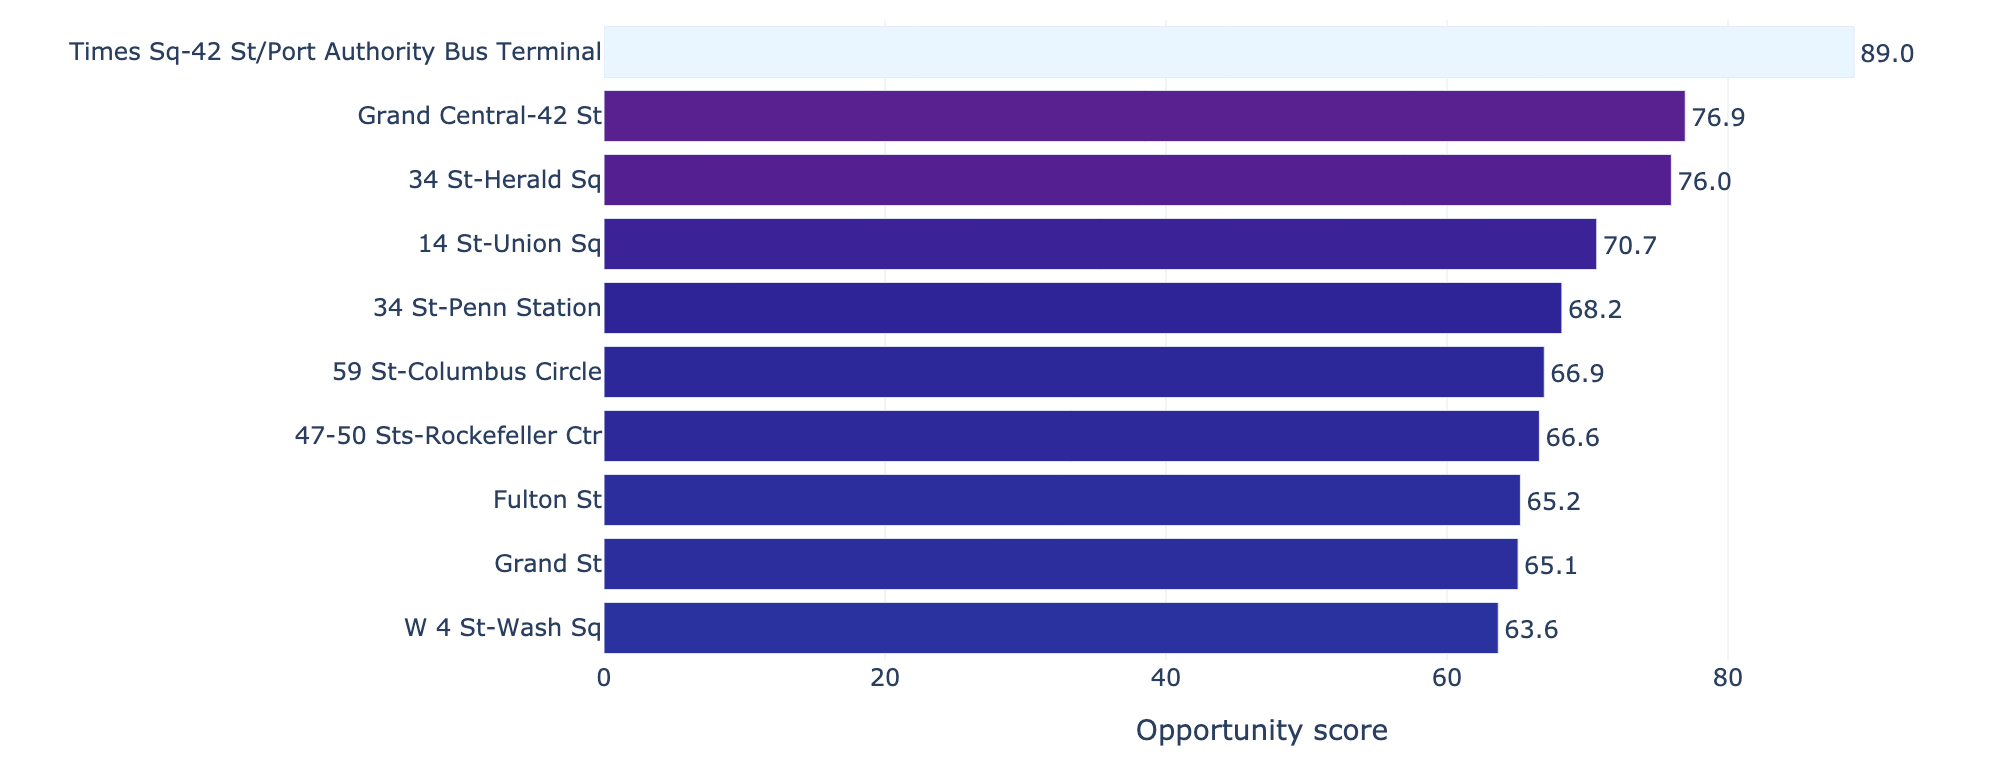 Times Sq-42 St/Port Authority Bus Terminal 89.0
Grand Central-42 St 76.9
34 St-Herald Sq 76.0
14 St-Union Sq 70.7
34 St-Penn Station 68.2
59 St-Columbus Circle 66.9
47-50 Sts-Rockefeller Ctr 66.6
Fulton St 65.2
Grand St 65.1
W 4 St-Wash Sq 63.6
0 20 40 60 80
Opportunity score